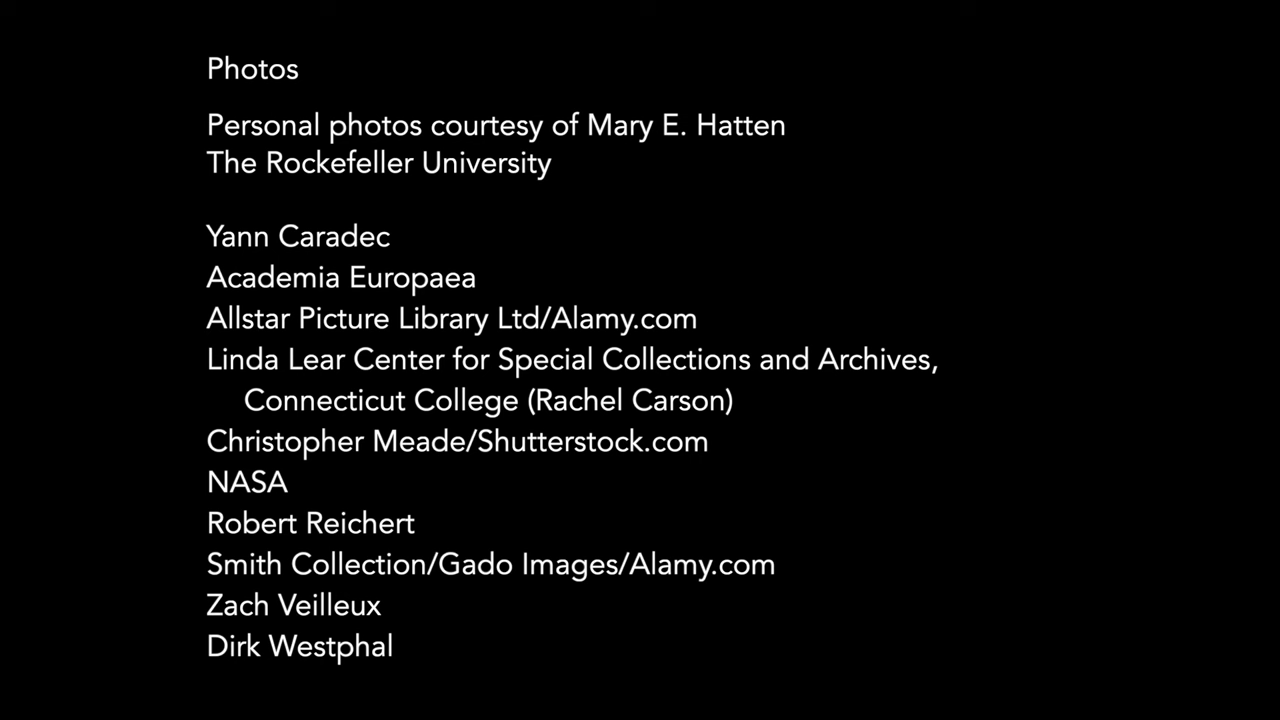 Photos
Personal photos courtesy of Mary E. Hatten
The Rockefeller University
Yann Caradec
Academia Europaea
Allstar Picture Library Ltd/Alamy.com
Linda Lear Center for Special Collections and Archives,
Connecticut College (Rachel Carson)
Christopher Meade/Shutterstock.com
NASA
Robert Reichert
Smith Collection/Gado Images/Alamy.com
Zach Veilleux
Dirk Westphal